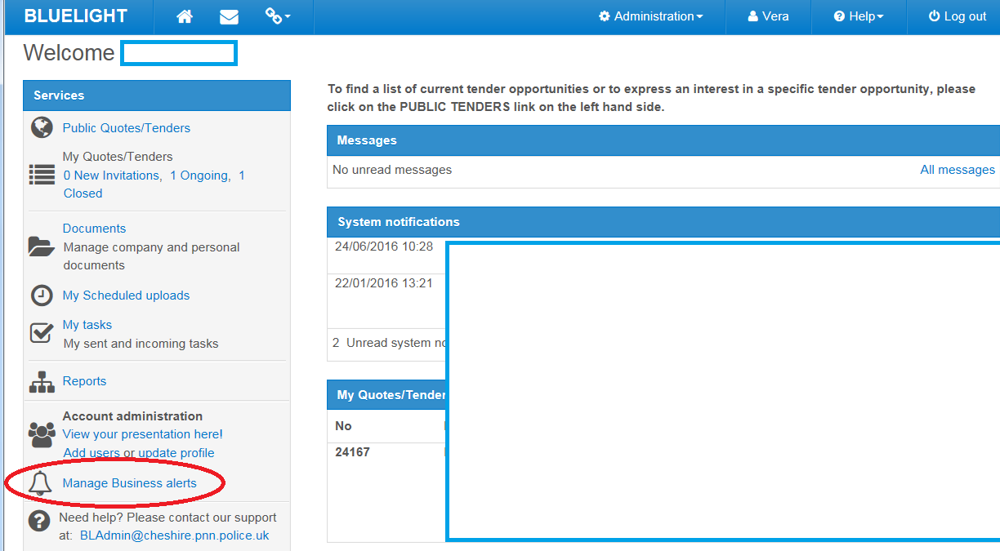 BLUELIGHT
Administration
Vera
Help
Log out
Welcome
Services
Public Quotes/Tenders
My Quotes/Tenders
0 New Invitations, 1 Ongoing, 1
Closed
Documents
Manage company and personal
documents
My Scheduled uploads
My tasks
My sent and incoming tasks
Reports
Account administration
View your presentation here!
Add users or update profile
Manage Business alerts
Need help? Please contact our support
at: BLAdmin@cheshire.pnn.police.uk
To find a list of current tender opportunities or to express an interest in a specific tender opportunity, please
click on the PUBLIC TENDERS link on the left hand side.
Messages
No unread messages
All messages
System notifications
24/06/2016 10:28
22/01/2016 13:21
2 Unread system no
My Quotes/Tender
No
24167